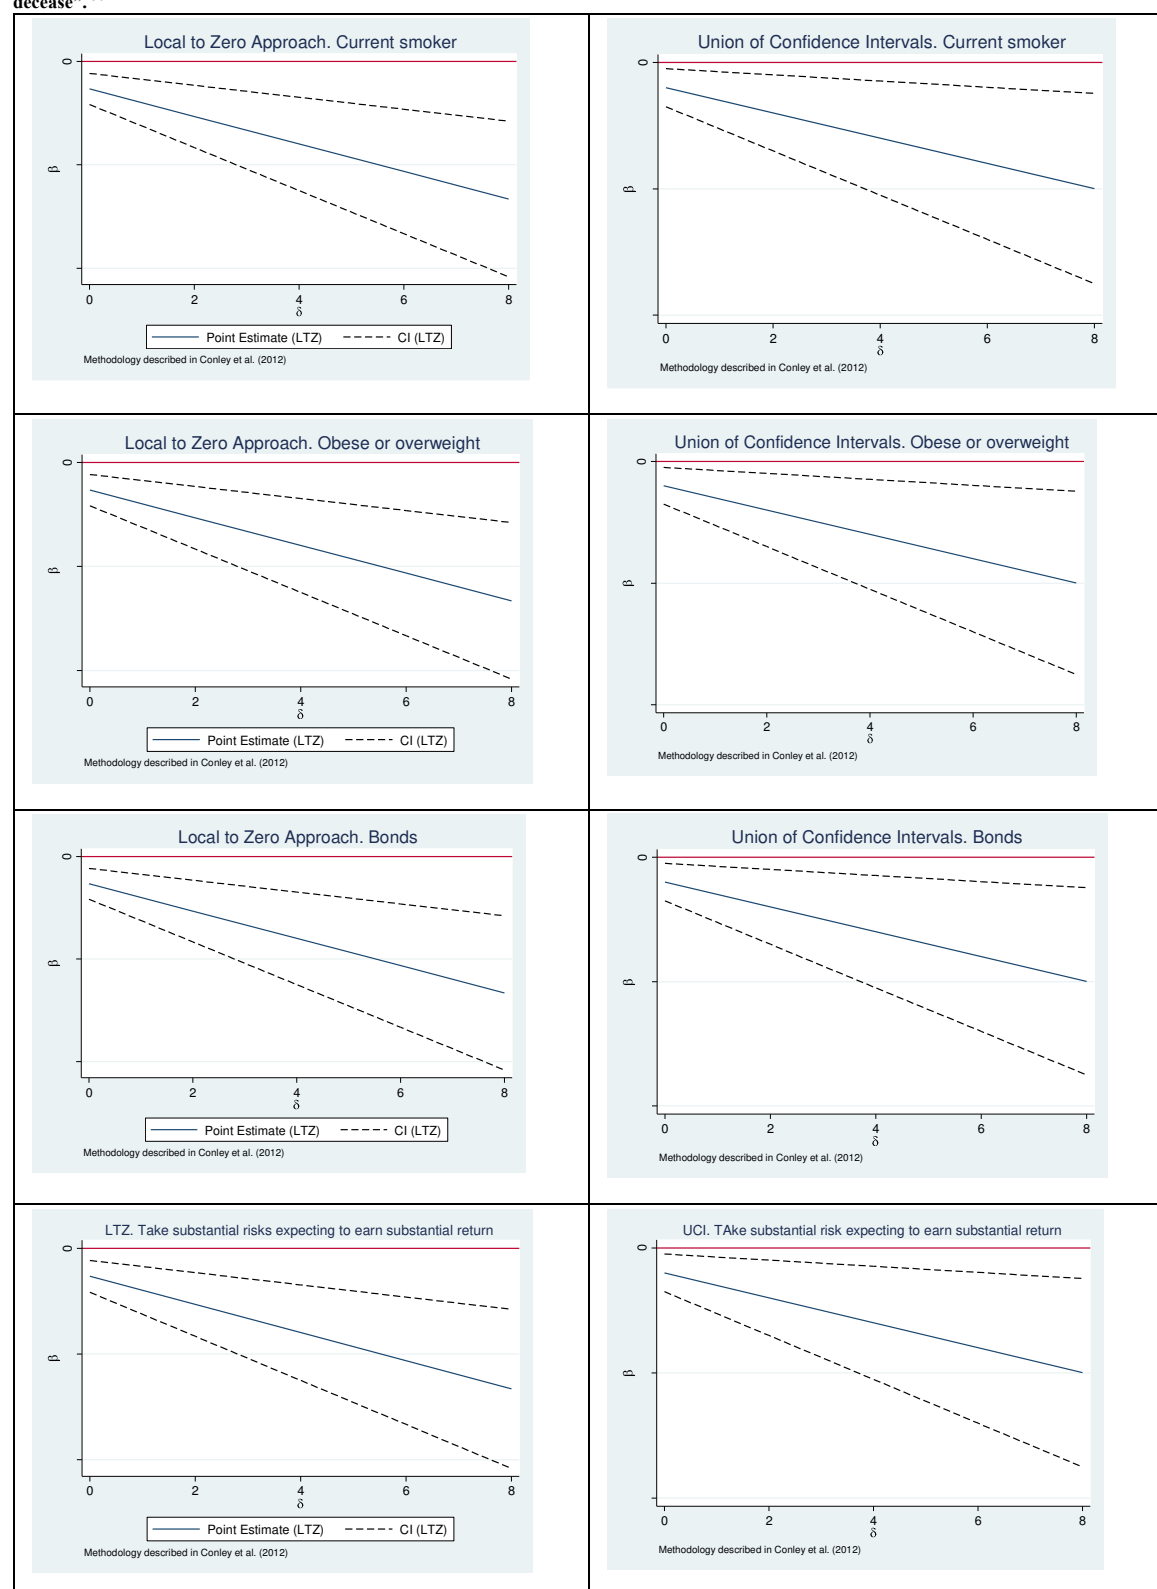 decease".
Local to Zero Approach. Current smoker
0
β
0 2 4 6 8
δ
Point Estimate (LTZ) CI (LTZ)
Methodology described in Conley et al. (2012)
Union of Confidence Intervals. Current smoker
0
β
0 2 4 6 8
δ
Methodology described in Conley et al. (2012)
Local to Zero Approach. Obese or overweight
0
β
0 2 4 6 8
δ
Point Estimate (LTZ) CI (LTZ)
Methodology described in Conley et al. (2012)
Union of Confidence Intervals. Obese or overweight
0
β
0 2 4 6 8
δ
Methodology described in Conley et al. (2012)
Local to Zero Approach. Bonds
0
β
0 2 4 6 8
δ
Point Estimate (LTZ) CI (LTZ)
Methodology described in Conley et al. (2012)
Union of Confidence Intervals. Bonds
0
β
0 2 4 6 8
δ
Methodology described in Conley et al. (2012)
LTZ. Take substantial risks expecting to earn substantial return
0
β
0 2 4 6 8
δ
Point Estimate (LTZ) CI (LTZ)
Methodology described in Conley et al. (2012)
UCI. TAke substantial risk expecting to earn substantial return
0
β
0 2 4 6 8
δ
Methodology described in Conley et al. (2012)